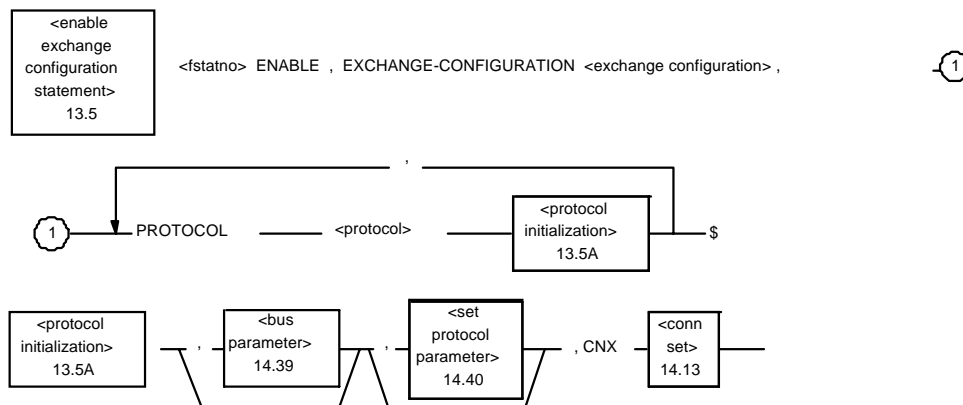 <enable
exchange
configuration
statement>
13.5
<fstatno> ENABLE , EXCHANGE-CONFIGURATION <exchange configuration> ,
1
,
1
PROTOCOL
<protocol>
<protocol
initialization>
13.5A
$
<protocol
initialization>
13.5A
,
<bus
parameter>
14.39
,
<set
protocol
parameter>
14.40
, CNX
<conn
set>
14.13